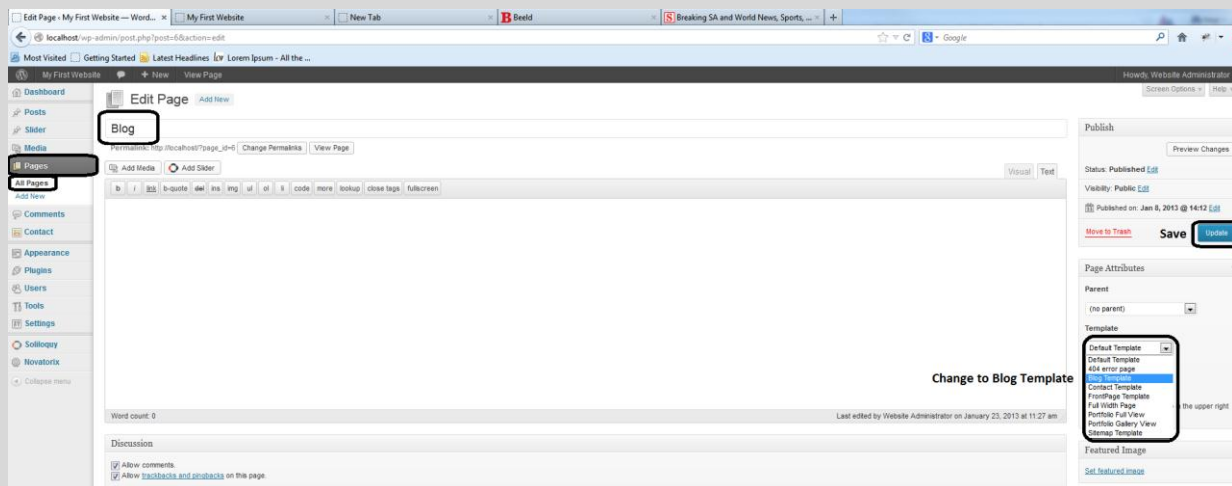 Edit Page ‹ My First Website — Word... × My First Website × New Tab × Beeld × Breaking SA and World News, Sports, ... × +
localhost/wp-admin/post.php?post=6&action=edit Google
Most Visited Getting Started Latest Headlines Lorem Ipsum - All the ...
My First Website + New View Page Howdy, Website Administrator
Screen Options Help
Dashboard
Posts
Slider
Media
Pages
All Pages
Add New
Comments
Contact
Appearance
Plugins
Users
Tools
Settings
Soliloquy
Novatorix
Collapse menu
Edit Page Add New
Blog
Permalink: http://localhost/?page_id=6 Change Permalinks View Page
Add Media Add Slider Visual Text
b i link b-quote del ins img ul ol li code more lookup close tags fullscreen
Change to Blog Template
Word count: 0 Last edited by Website Administrator on January 23, 2013 at 11:27 am
Discussion
Allow comments.
Allow trackbacks and pingbacks on this page.
Publish
Preview Changes
Status: Published Edit
Visibility: Public Edit
Published on: Jan 8, 2013 @ 14:12 Edit
Move to Trash Save Update
Page Attributes
Parent
(no parent)
Template
Default Template
Default Template
404 error page
Blog Template
Contact Template
FrontPage Template
Full Width Page
Portfolio Full View
Portfolio Gallery View
Sitemap Template
the upper right
Featured Image
Set featured image